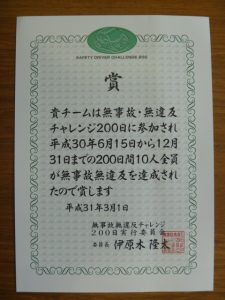 SAFETY DRIVER CHALLENGE 200
賞
貴チームは無事故・無違反
チャレンジ200日に参加され
平成30年6月15日から12月
31日までの200日間10人全員
が無事故無違反を達成され
たので賞します
平成31年3月1日
無事故無違反チャレンジ
200日実行委員会
委員長 伊原木 隆太